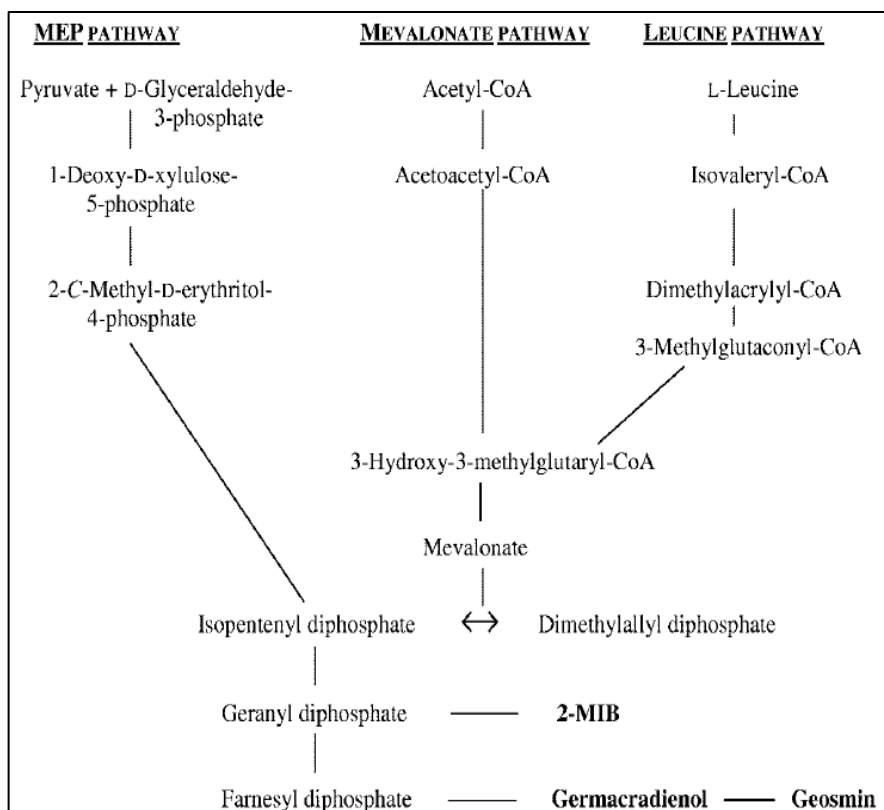 MEP PATHWAY MEVALONATE PATHWAY LEUCINE PATHWAY
Pyruvate + D-Glyceraldehyde- Acetyl-CoA L-Leucine
3-phosphate
1-Deoxy-D-xylulose- Acetoacetyl-CoA Isovaleryl-CoA
5-phosphate
2-C-Methyl-D-erythritol- Dimethylacrylyl-CoA
4-phosphate
3-Methylglutaconyl-CoA
3-Hydroxy-3-methylglutaryl-CoA
Mevalonate
Isopentenyl diphosphate ↔ Dimethylallyl diphosphate
Geranyl diphosphate 2-MIB
Farnesyl diphosphate Germacradienol Geosmin